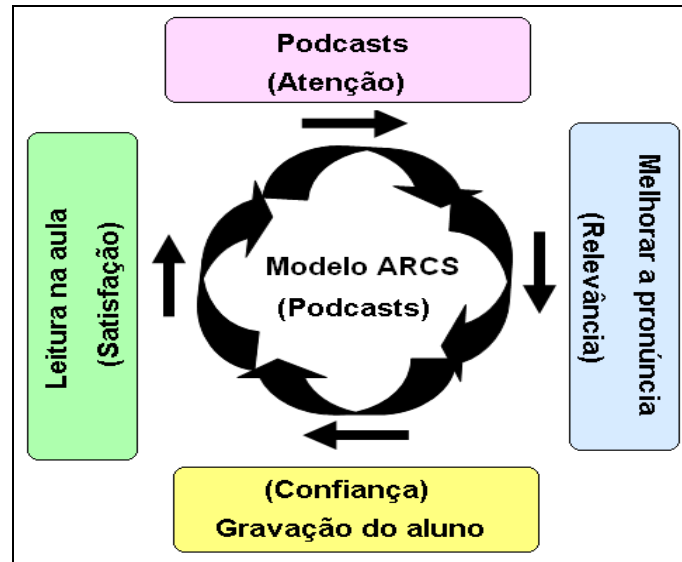 Podcasts
(Atenção)
Melhorar a pronúncia
(Relevância)
Modelo ARCS
(Podcasts)
Leitura na aula
(Satisfação)
(Confiança)
Gravação do aluno